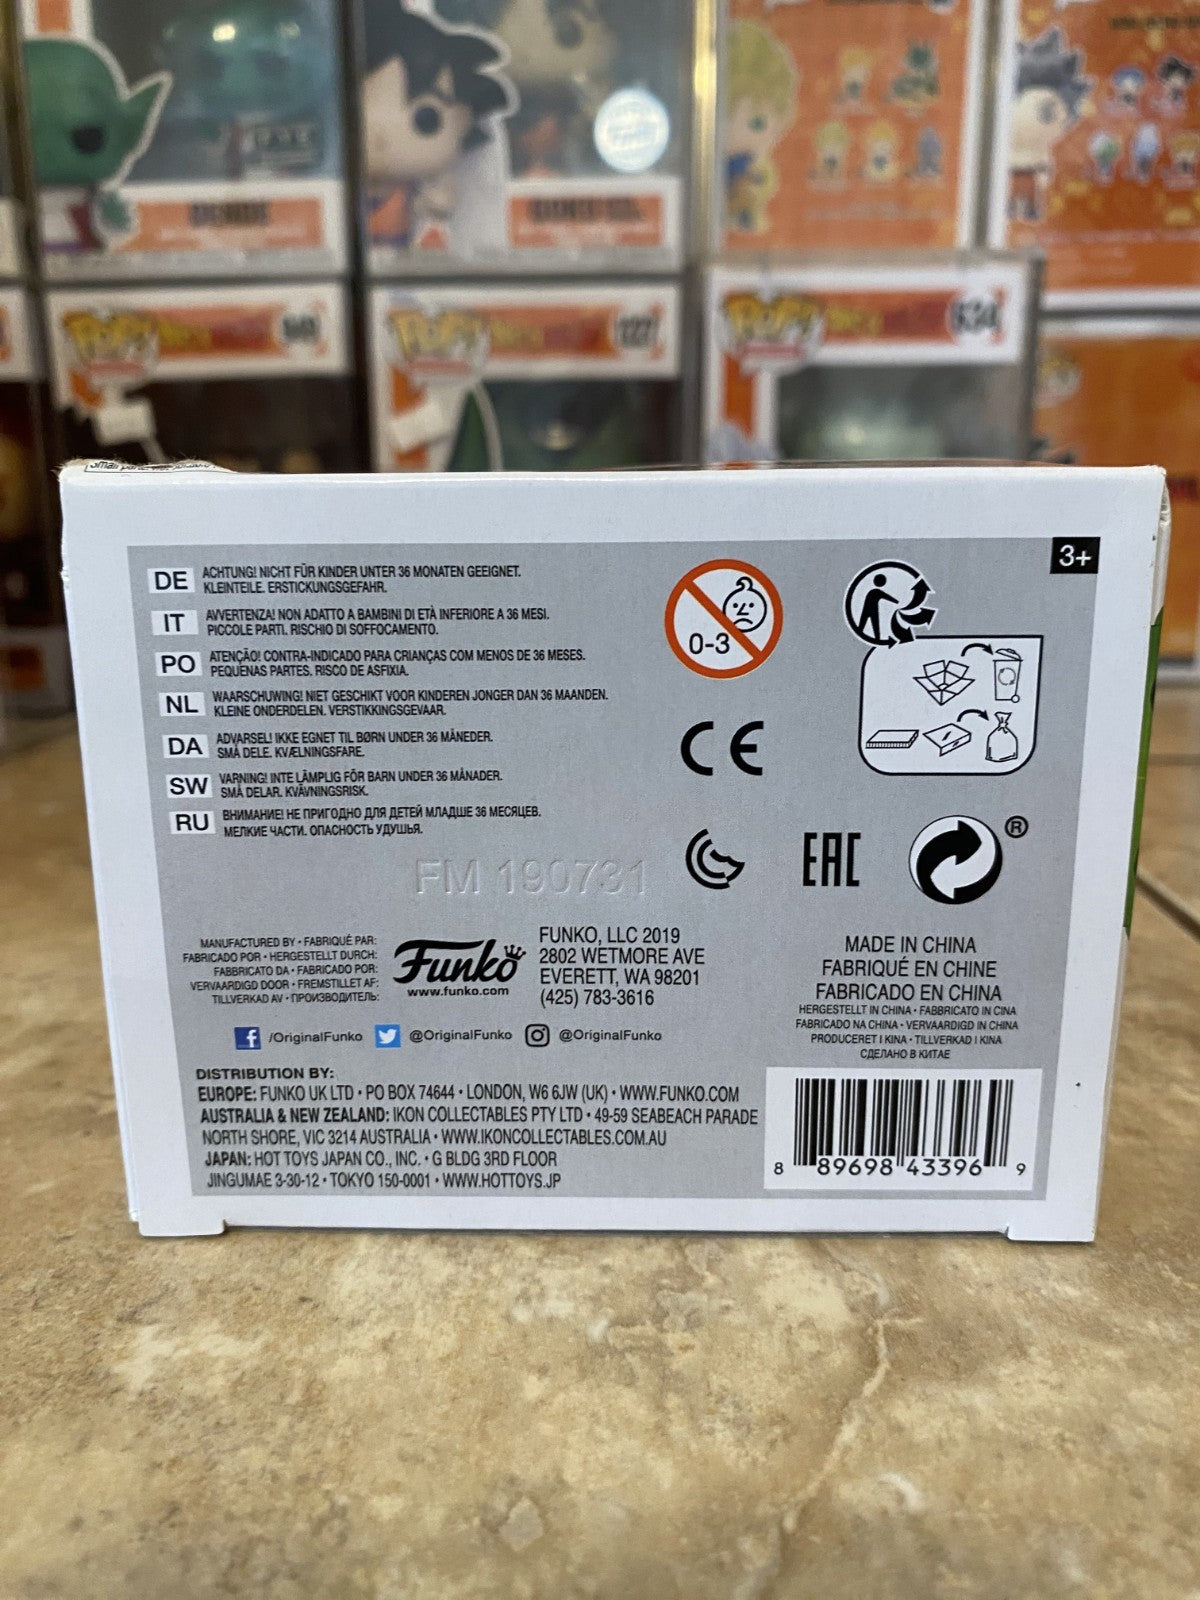 DENDE
POP!
POP!
POP!
634
3+
DE ACHTUNG! NICHT FÜR KINDER UNTER 36 MONATEN GEEIGNET.
KLEINTEILE. ERSTICKUNGSGEFAHR.
IT AVVERTENZA! NON ADATTO A BAMBINI DI ETÀ INFERIORE A 36 MESI.
PICCOLE PARTI. RISCHIO DI SOFFOCAMENTO.
PO ATENÇÃO! CONTRA-INDICADO PARA CRIANÇAS COM MENOS DE 36 MESES.
PEQUENAS PARTES. RISCO DE ASFIXIA.
NL WAARSCHUWING! NIET GESCHIKT VOOR KINDEREN JONGER DAN 36 MAANDEN.
KLEINE ONDERDELEN. VERSTIKKINGSGEVAAR.
DA ADVARSEL! IKKE EGNET TIL BØRN UNDER 36 MÅNEDER.
SMÅ DELE. KVÆLNINGSFARE.
SW VARNING! INTE LÄMPLIG FÖR BARN UNDER 36 MÅNADER.
SMÅ DELAR. KVÄVNINGSRISK.
RU ВНИМАНИЕ! НЕ ПРИГОДНО ДЛЯ ДЕТЕЙ МЛАДШЕ 36 МЕСЯЦЕВ.
МЕЛКИЕ ЧАСТИ. ОПАСНОСТЬ УДУШЬЯ.
0-3
CE
EAC
®
FM 190731
MANUFACTURED BY • FABRIQUÉ PAR:
FABRICADO POR • HERGESTELLT DURCH:
FABBRICATO DA • FABRICADO POR:
VERVAARDIGD DOOR • FREMSTILLET AF:
TILLVERKAD AV • ПРОИЗВОДИТЕЛЬ:
Funko
www.funko.com
FUNKO, LLC 2019
2802 WETMORE AVE
EVERETT, WA 98201
(425) 783-3616
/OriginalFunko @OriginalFunko @OriginalFunko
MADE IN CHINA
FABRIQUÉ EN CHINE
FABRICADO EN CHINA
HERGESTELLT IN CHINA • FABBRICATO IN CINA
FABRICADO NA CHINA • VERVAARDIGD IN CHINA
PRODUCERET I KINA • TILLVERKAD I KINA
СДЕЛАНО В КИТАЕ
DISTRIBUTION BY:
EUROPE: FUNKO UK LTD • PO BOX 74644 • LONDON, W6 6JW (UK) • WWW.FUNKO.COM
AUSTRALIA & NEW ZEALAND: IKON COLLECTABLES PTY LTD • 49-59 SEABEACH PARADE
NORTH SHORE, VIC 3214 AUSTRALIA • WWW.IKONCOLLECTABLES.COM.AU
JAPAN: HOT TOYS JAPAN CO., INC. • G BLDG 3RD FLOOR
JINGUMAE 3-30-12 • TOKYO 150-0001 • WWW.HOTTOYS.JP
8 89698 43396 9